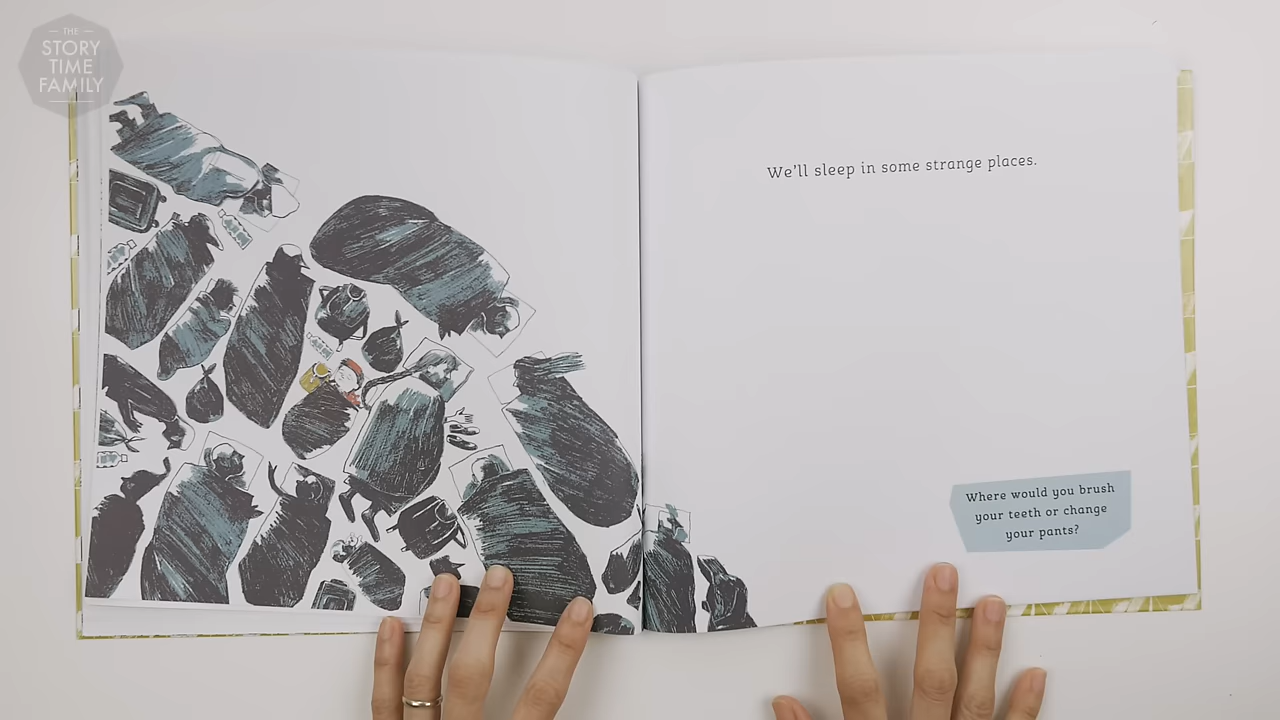 THE
STORY
TIME
FAMILY
We'll sleep in some strange places.
Where would you brush
your teeth or change
your pants?